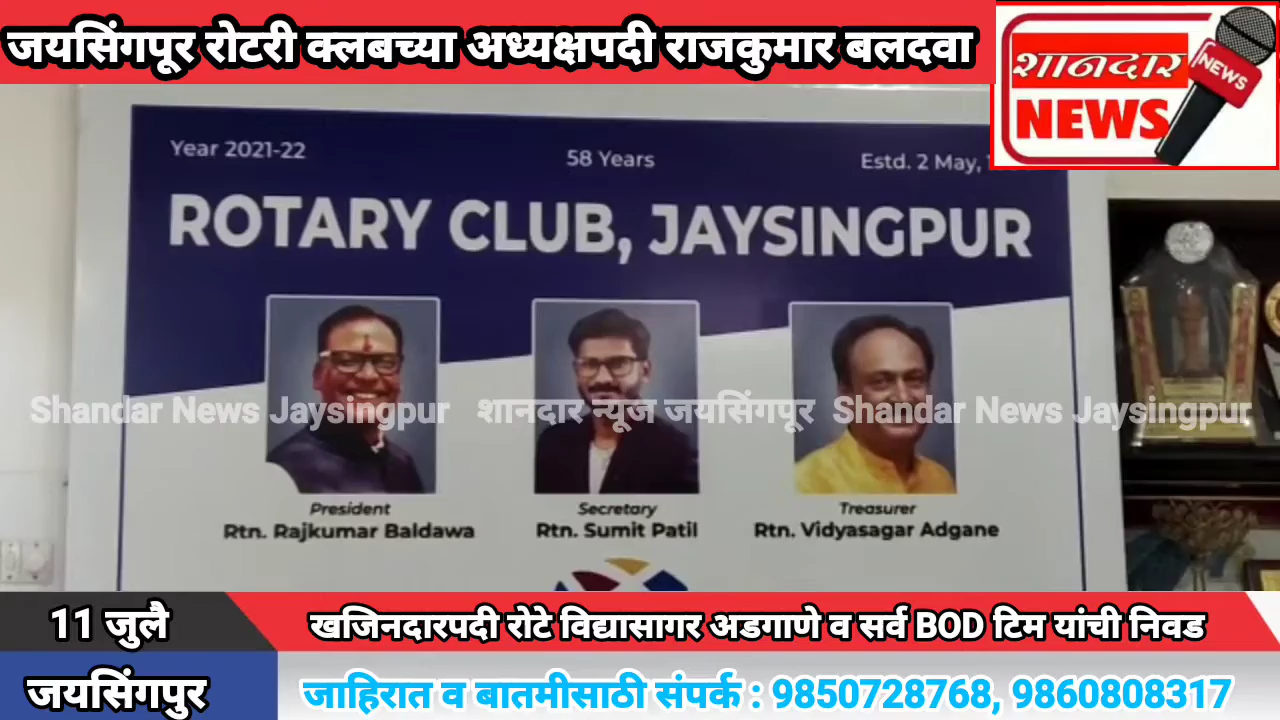 जयसिंगपूर रोटरी क्लबच्या अध्यक्षपदी राजकुमार बलदवा
शानदार
NEWS
NEWS
Year 2021-22
58 Years
Estd. 2 May,
ROTARY CLUB, JAYSINGPUR
Shandar News Jaysingpur शानदार न्यूज जयसिंगपूर Shandar News Jaysingpur
President
Rtn. Rajkumar Baldawa
Secretary
Rtn. Sumit Patil
Treasurer
Rtn. Vidyasagar Adgane
11 जुलै
खजिनदारपदी रोटे विद्यासागर अडगाणे व सर्व BOD टिम यांची निवड
जयसिंगपुर
जाहिरात व बातमीसाठी संपर्क : 9850728768, 9860808317